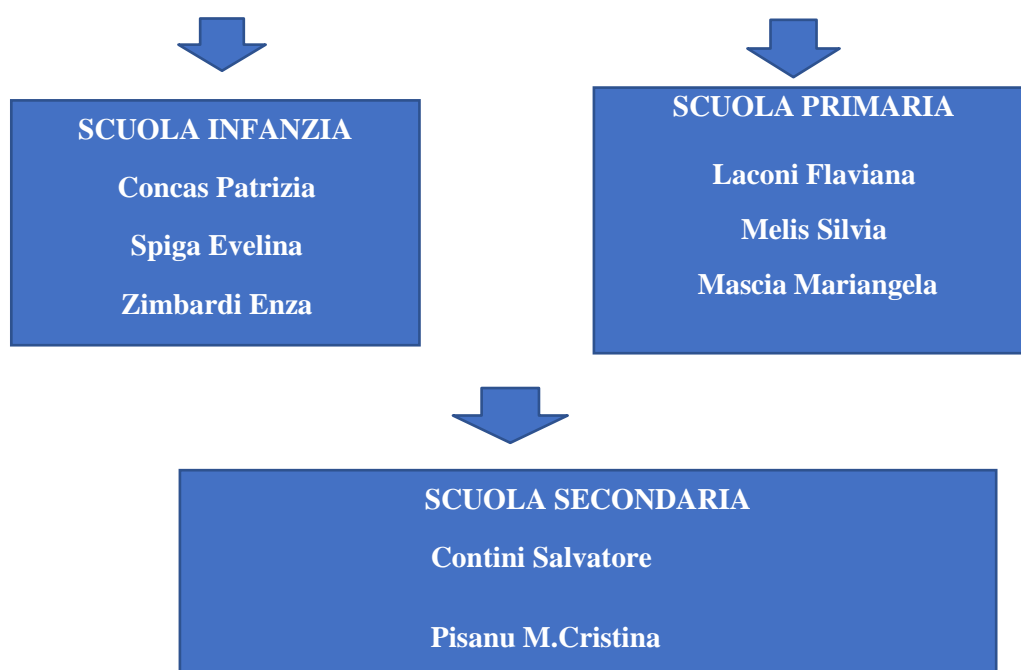 SCUOLA INFANZIA
Concas Patrizia
Spiga Evelina
Zimbardi Enza
SCUOLA PRIMARIA
Laconi Flaviana
Melis Silvia
Mascia Mariangela
SCUOLA SECONDARIA
Contini Salvatore
Pisanu M.Cristina